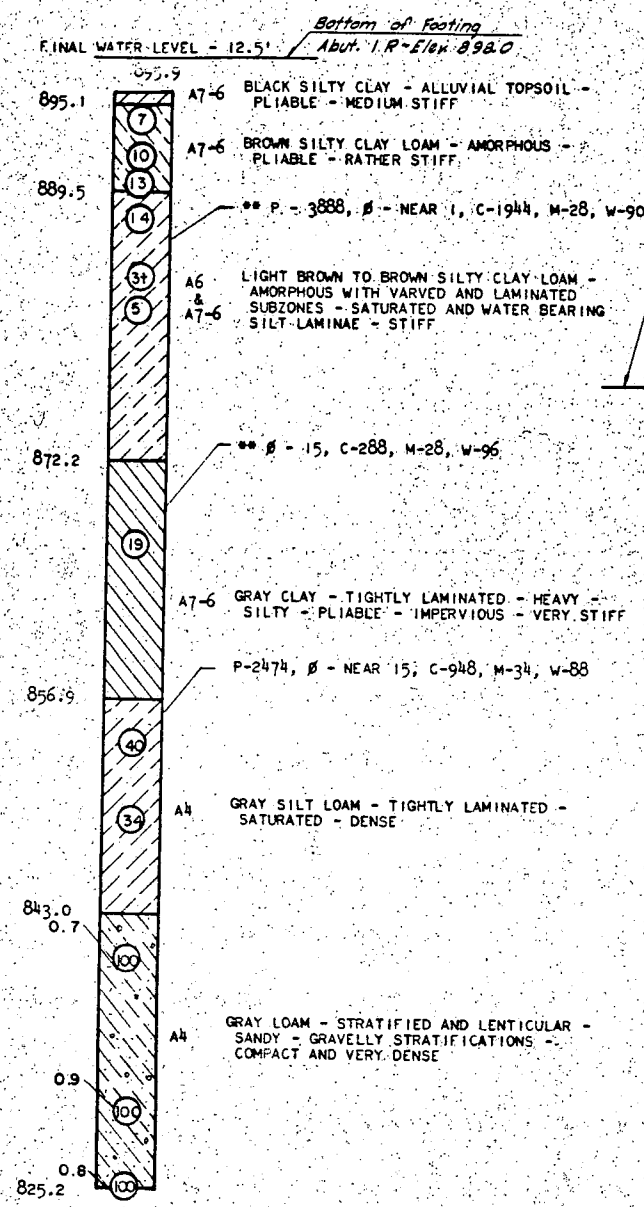 Bottom of Footing
FINAL WATER LEVEL - 12.5' Abut. 1 R - Elev. 898.0
895.9
895.1 A7-6 BLACK SILTY CLAY - ALLUVIAL TOPSOIL -
PLIABLE - MEDIUM STIFF
7
10 A7-6 BROWN SILTY CLAY LOAM - AMORPHOUS -
PLIABLE - RATHER STIFF
13
889.5
14
** P - 3888, Ø - NEAR 1, C-1944, M-28, W-90
3+ A6 LIGHT BROWN TO BROWN SILTY CLAY LOAM -
& AMORPHOUS WITH VARVED AND LAMINATED
5 A7-6 SUBZONES - SATURATED AND WATER BEARING
SILT LAMINAE - STIFF
872.2 ** Ø - 15, C-288, M-28, W-96
19
A7-6 GRAY CLAY - TIGHTLY LAMINATED - HEAVY -
SILTY - PLIABLE - IMPERVIOUS - VERY STIFF
P-2474, Ø - NEAR 15, C-948, M-34, W-88
856.9
40
34 A4 GRAY SILT LOAM - TIGHTLY LAMINATED -
SATURATED - DENSE
843.0
0.7
100
A4 GRAY LOAM - STRATIFIED AND LENTICULAR -
SANDY - GRAVELLY STRATIFICATIONS -
COMPACT AND VERY DENSE
0.9
100
0.8
825.2 100